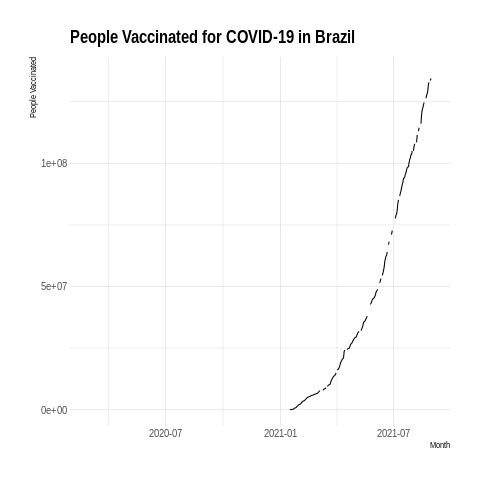 People Vaccinated for COVID-19 in Brazil
People Vaccinated
1e+08
5e+07
0e+00
2020-07
2021-01
2021-07
Month